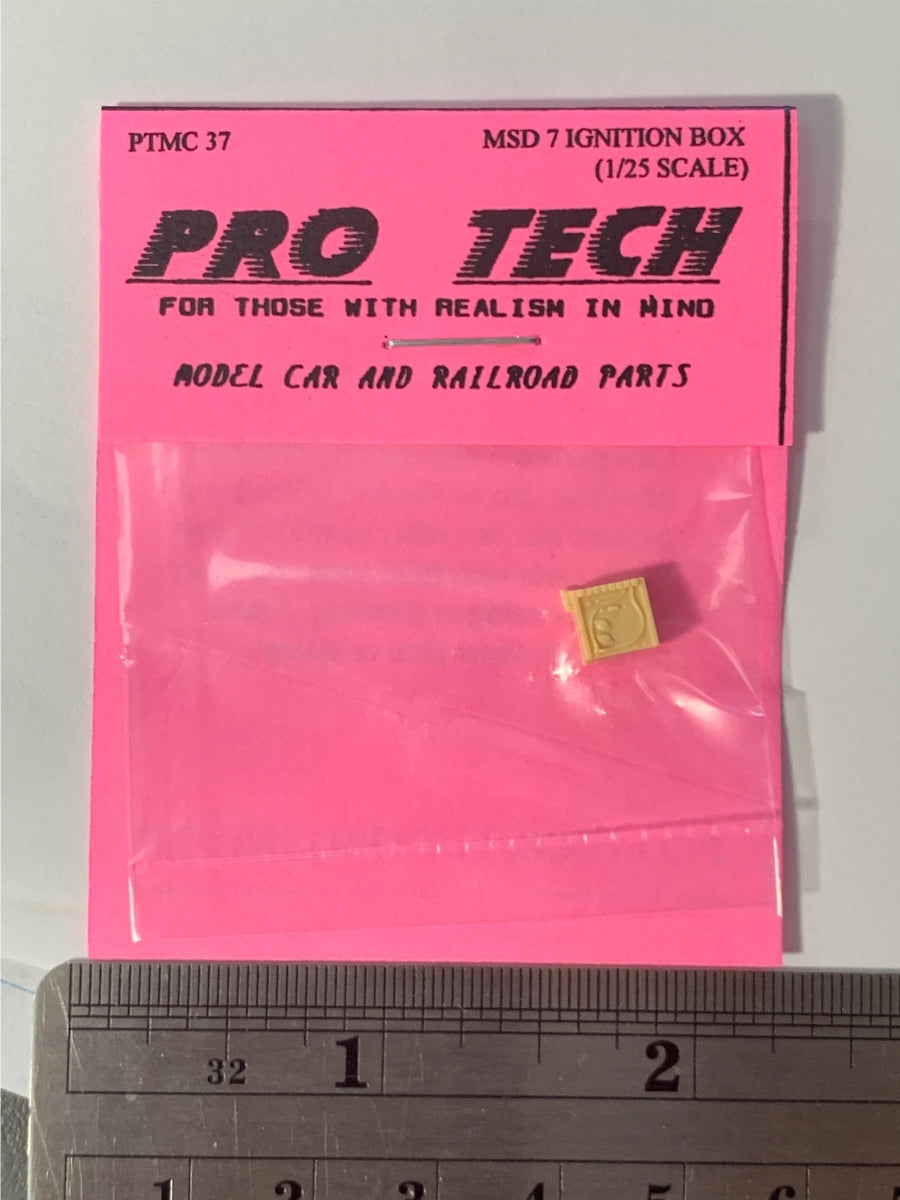 PTMC 37 MSD 7 IGNITION BOX
(1/25 SCALE)
PRO TECH
FOR THOSE WITH REALISM IN MIND
MODEL CAR AND RAILROAD PARTS
32 1 2
1 2 3 4 5 6